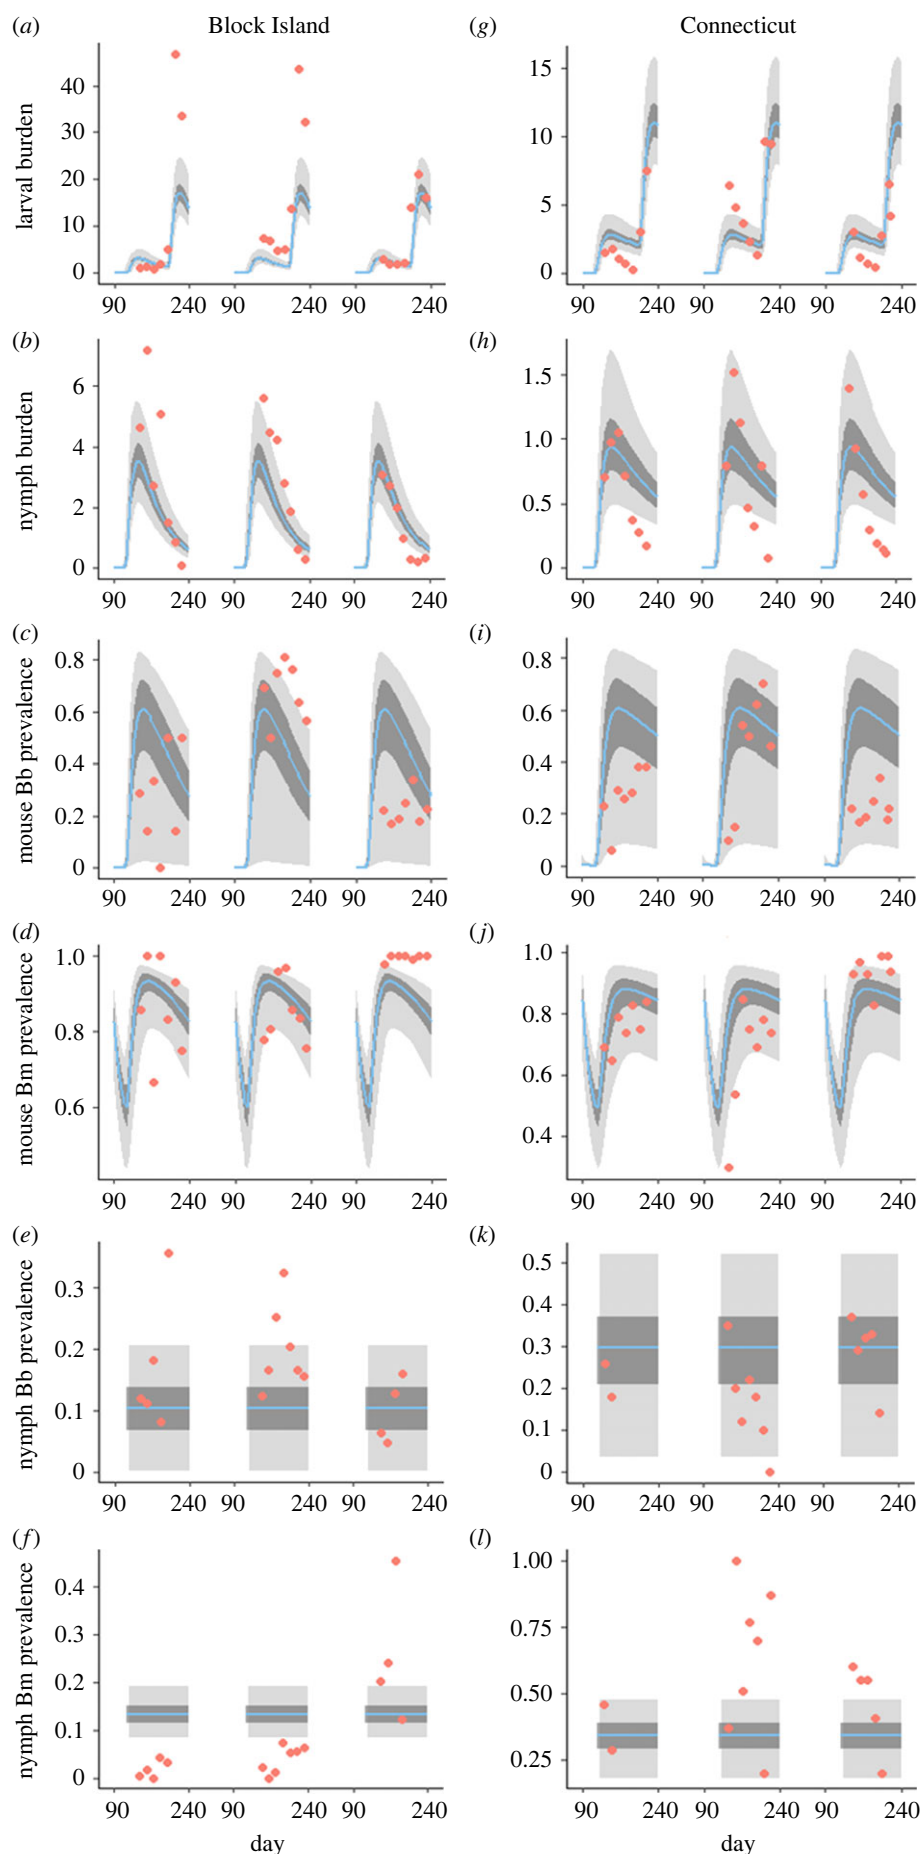 (a) Block Island (g) Connecticut
larval burden
40
30
20
10
0
90 240 90 240 90 240
15
10
5
0
90 240 90 240 90 240
(b) (h)
nymph burden
6
4
2
0
90 240 90 240 90 240
1.5
1.0
0.5
0
90 240 90 240 90 240
(c) (i)
mouse Bb prevalence
0.8
0.6
0.4
0.2
0
90 240 90 240 90 240
0.8
0.6
0.4
0.2
0
90 240 90 240 90 240
(d) (j)
mouse Bm prevalence
1.0
0.8
0.6
90 240 90 240 90 240
1.0
0.8
0.6
0.4
90 240 90 240 90 240
(e) (k)
nymph Bb prevalence
0.3
0.2
0.1
0
90 240 90 240 90 240
0.5
0.4
0.3
0.2
0.1
0
90 240 90 240 90 240
(f) (l)
nymph Bm prevalence
0.4
0.3
0.2
0.1
0
90 240 90 240 90 240
day
1.00
0.75
0.50
0.25
90 240 90 240 90 240
day